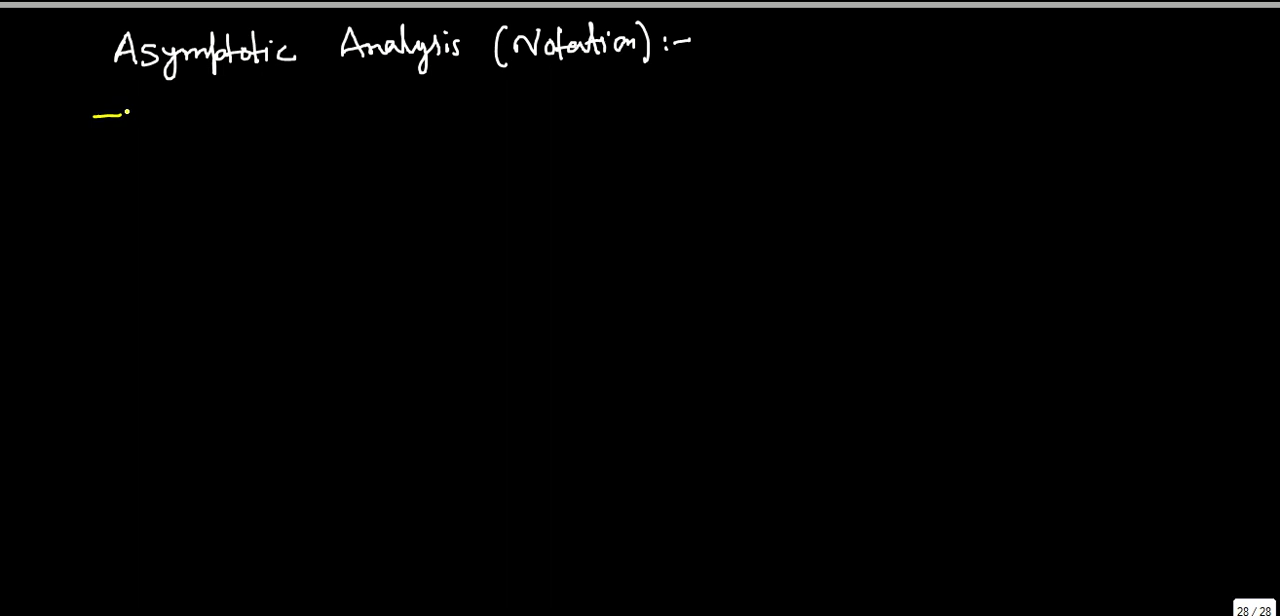 Asymptotic Analysis (Notation) :-
28 / 28